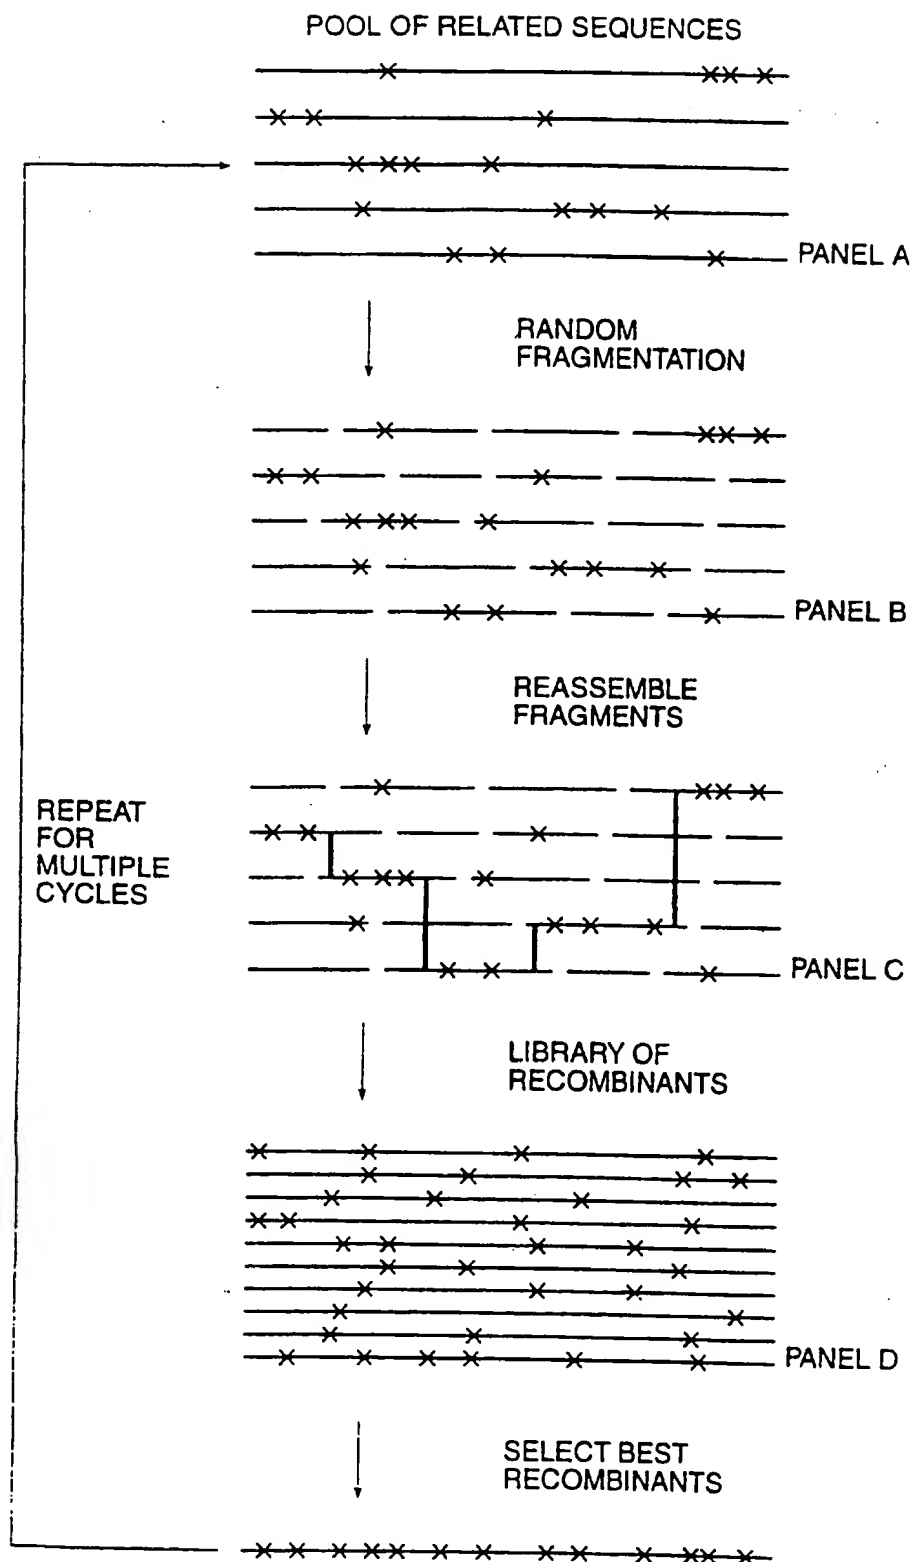 POOL OF RELATED SEQUENCES
PANEL A
RANDOM
FRAGMENTATION
PANEL B
REASSEMBLE
FRAGMENTS
REPEAT
FOR
MULTIPLE
CYCLES
PANEL C
LIBRARY OF
RECOMBINANTS
PANEL D
SELECT BEST
RECOMBINANTS